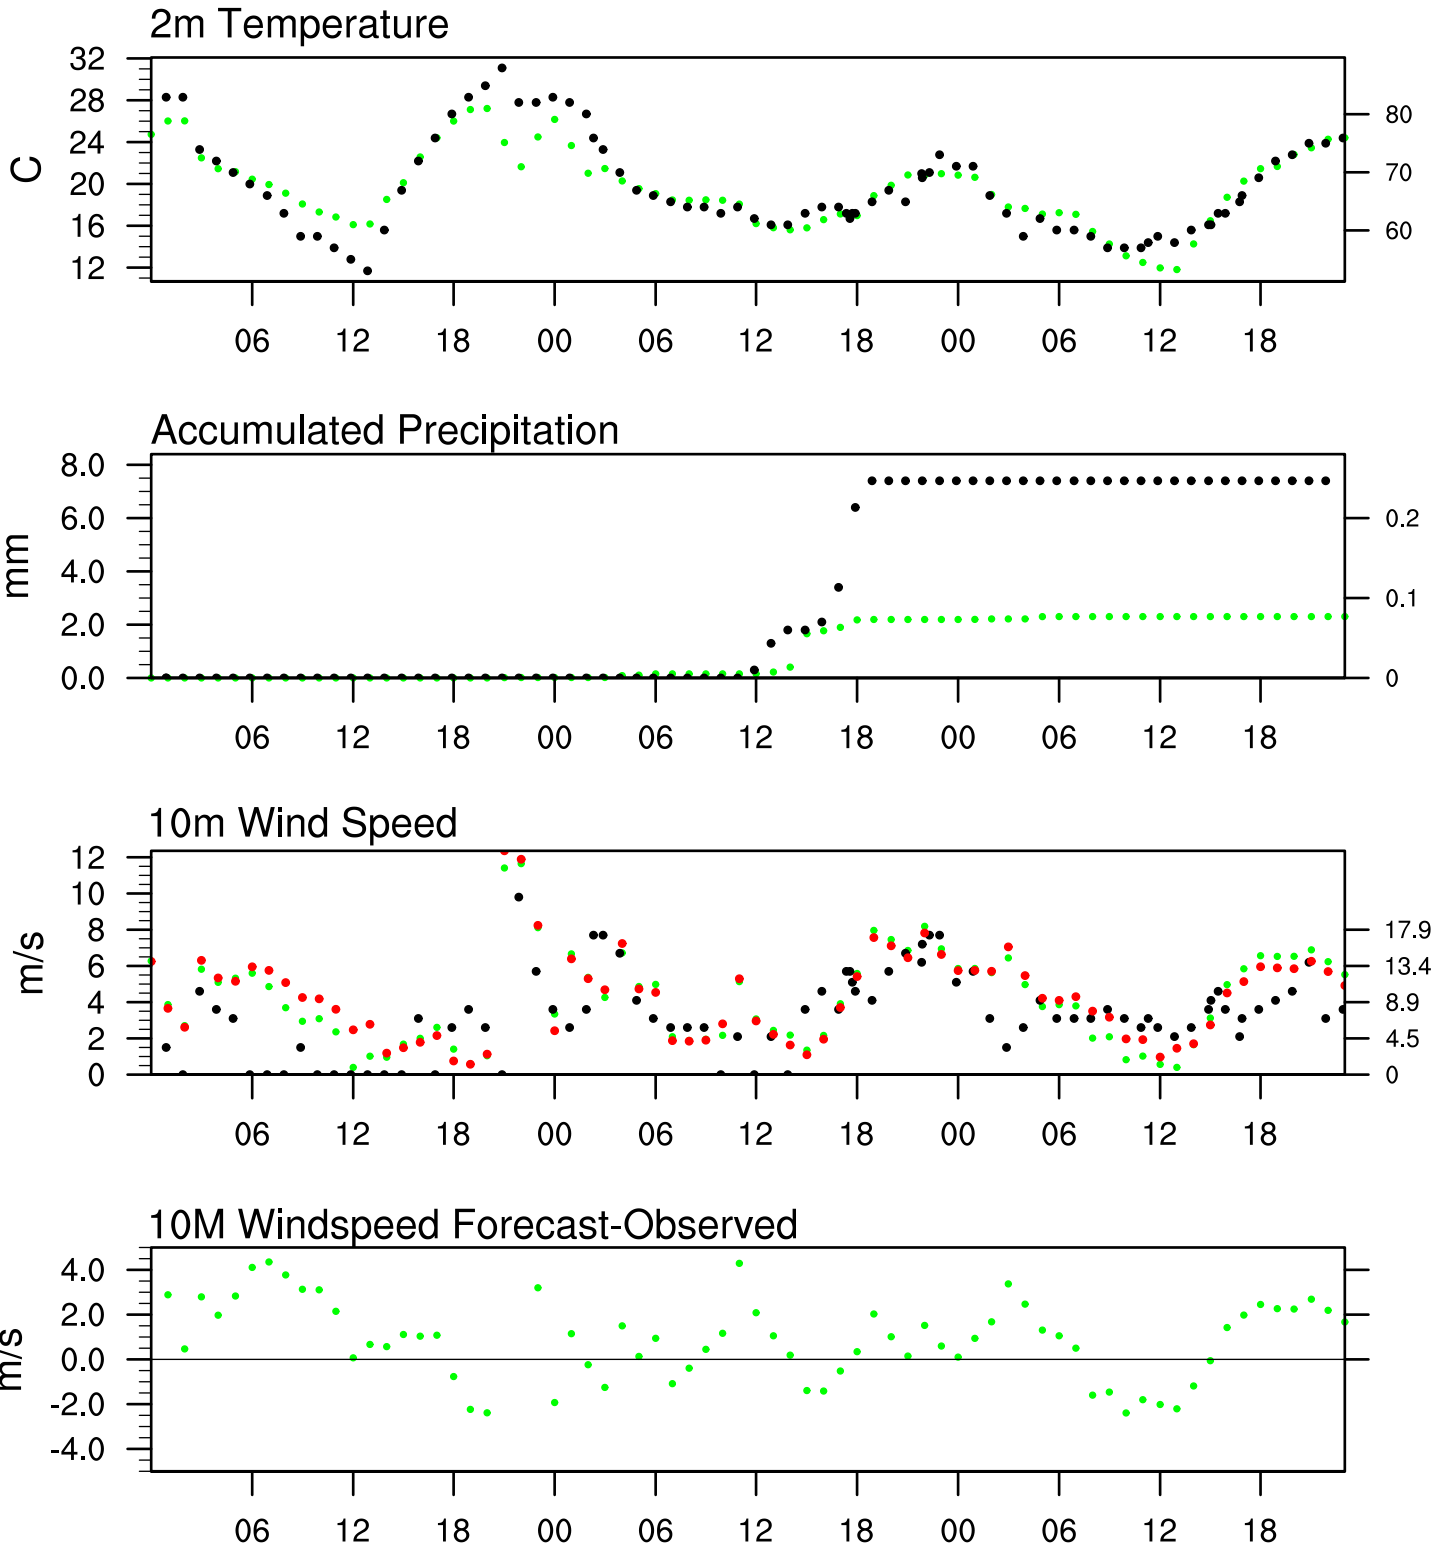 2m Temperature
32
28
24
20
16
12
C
80
70
60
06 12 18 00 06 12 18 00 06 12 18
Accumulated Precipitation
8.0
6.0
4.0
2.0
0.0
mm
0.2
0.1
0
06 12 18 00 06 12 18 00 06 12 18
10m Wind Speed
12
10
8
6
4
2
0
m/s
17.9
13.4
8.9
4.5
0
06 12 18 00 06 12 18 00 06 12 18
10M Windspeed Forecast-Observed
4.0
2.0
0.0
-2.0
-4.0
m/s
06 12 18 00 06 12 18 00 06 12 18